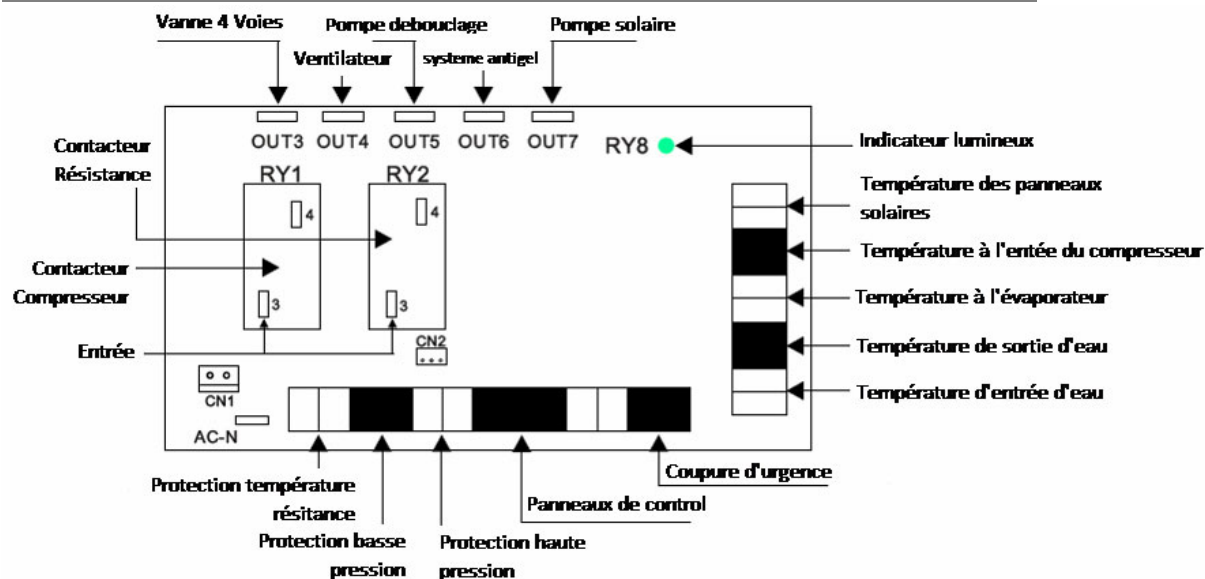 Vanne 4 Voies
Pompe debouclage
Pompe solaire
Ventilateur
systeme antigel
OUT3
OUT4
OUT5
OUT6
OUT7
RY8
Indicateur lumineux
Contacteur
Résistance
RY1
RY2
4
4
Température des panneaux
solaires
Température à l'entée du compresseur
Contacteur
Compresseur
3
3
Température à l'évaporateur
Entrée
CN2
Température de sortie d'eau
CN1
Température d'entrée d'eau
AC-N
Protection température
résitance
Coupure d'urgence
Panneaux de control
Protection basse
pression
Protection haute
pression